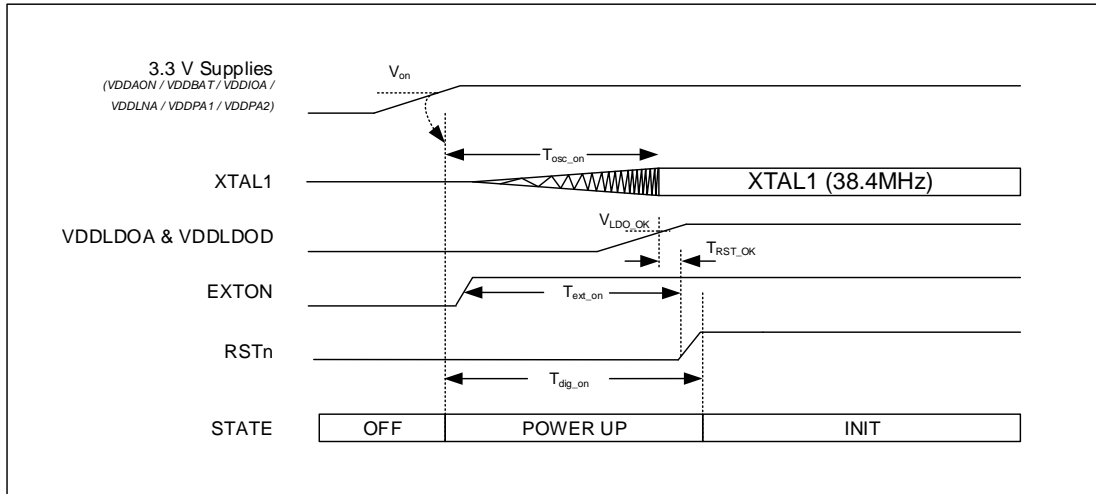 3.3 V Supplies
(VDDAON / VDDBAT / VDDIOA /
VDDLNA / VDDPA1 / VDDPA2)
Von
Tosc_on
XTAL1
XTAL1 (38.4MHz)
VLDO_OK
VDDLDOA & VDDLDOD
TRST_OK
EXTON
Text_on
RSTn
Tdig_on
STATE
OFF
POWER UP
INIT